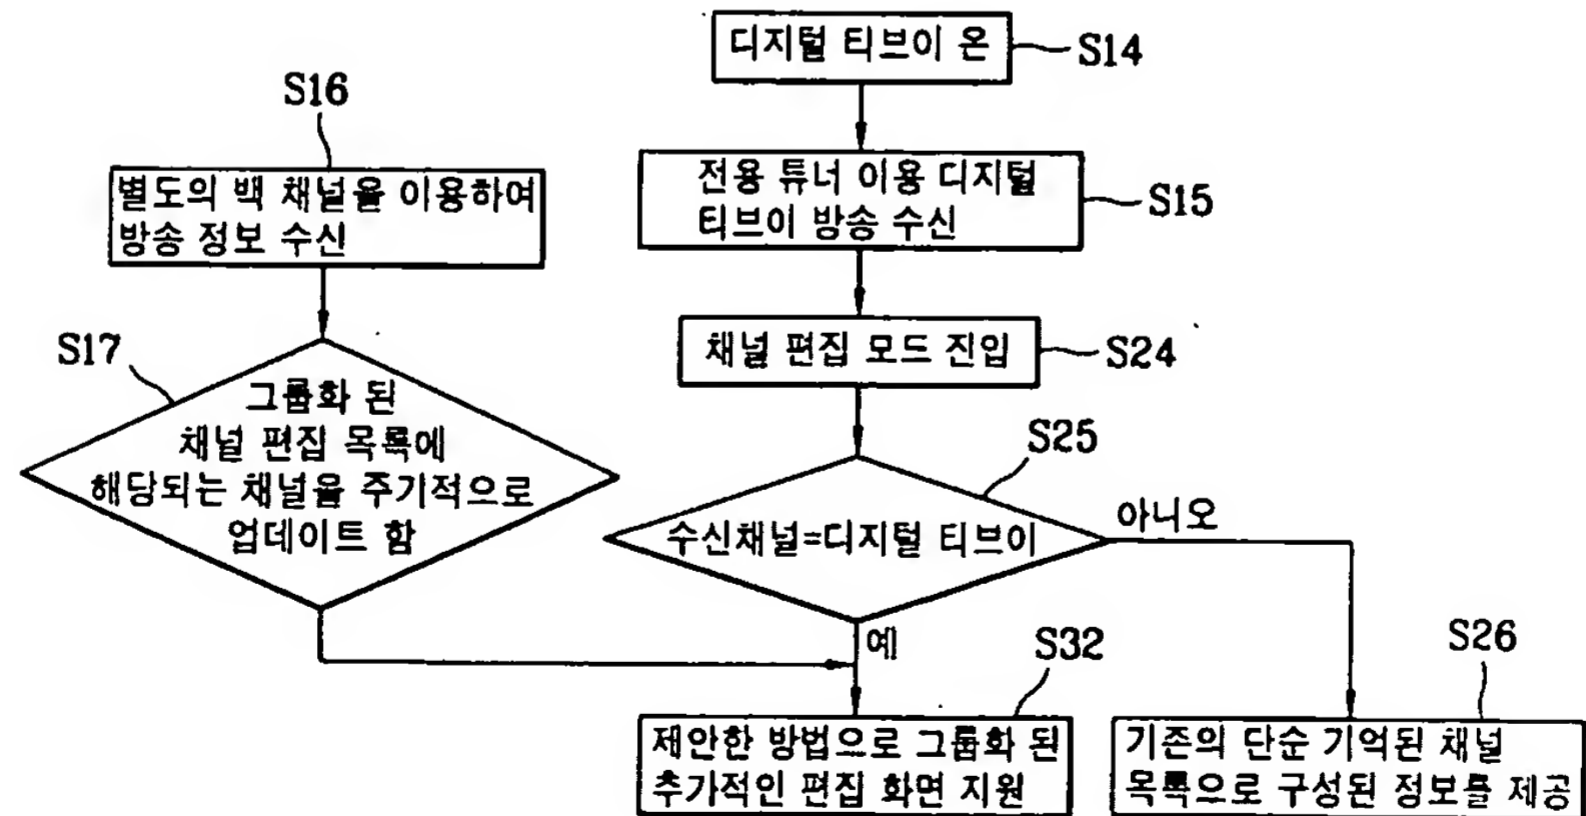 디지털 티브이 온
S14
S16
별도의 백 채널을 이용하여
방송 정보 수신
전용 튜너 이용 디지털
티브이 방송 수신
S15
S17
그룹화 된
채널 편집 목록에
해당되는 채널을 주기적으로
업데이트 함
채널 편집 모드 진입
S24
S25
수신채널=디지털 티브이
아니오
예
S32
제안한 방법으로 그룹화 된
추가적인 편집 화면 지원
S26
기존의 단순 기억된 채널
목록으로 구성된 정보를 제공